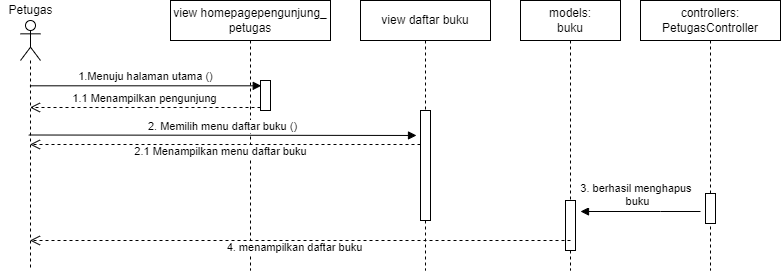 Petugas
view homepagepengunjung_
petugas
view daftar buku
models:
buku
controllers:
PetugasController
1.Menuju halaman utama ()
1.1 Menampilkan pengunjung
2. Memilih menu daftar buku ()
2.1 Menampilkan menu daftar buku
3. berhasil menghapus
buku
4. menampilkan daftar buku